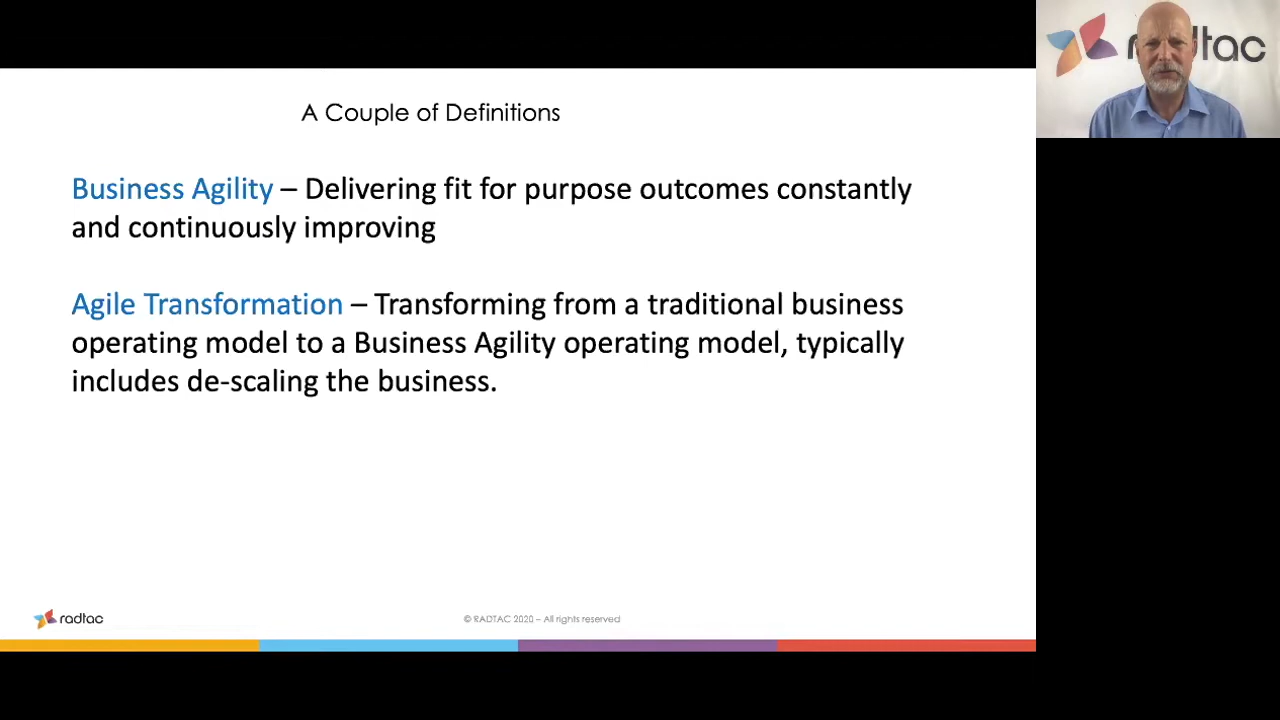 A Couple of Definitions
Business Agility – Delivering fit for purpose outcomes constantly
and continuously improving
Agile Transformation – Transforming from a traditional business
operating model to a Business Agility operating model, typically
includes de-scaling the business.
radtac
© RADTAC 2020 – All rights reserved